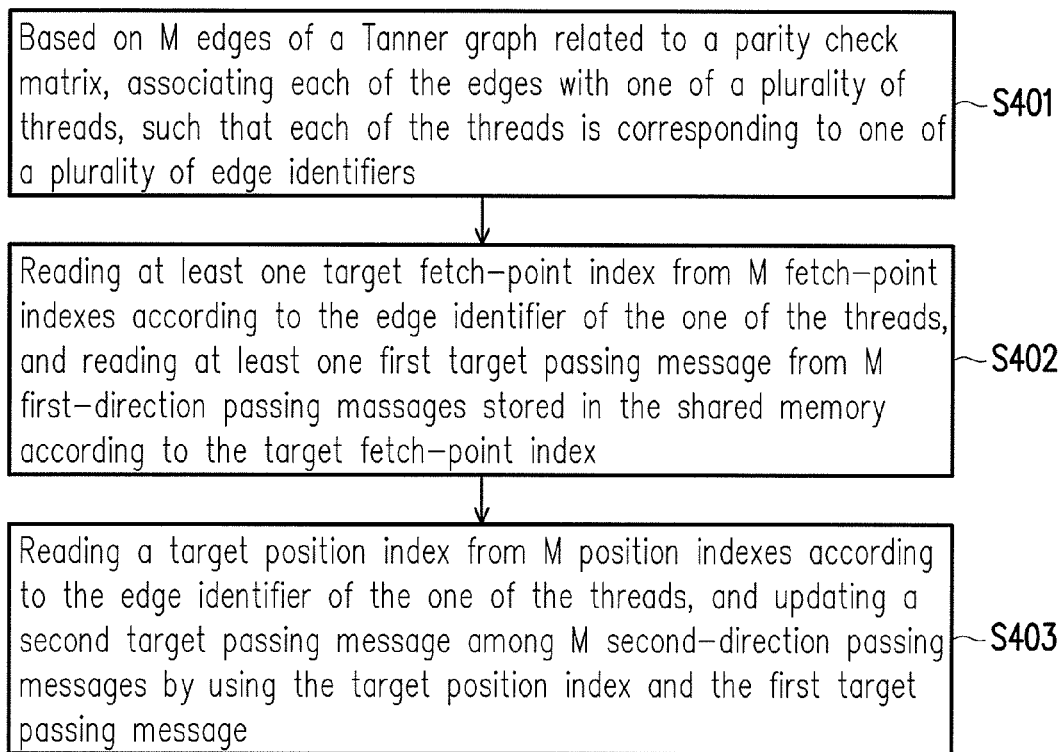 Based on M edges of a Tanner graph related to a parity check
matrix, associating each of the edges with one of a plurality of
threads, such that each of the threads is corresponding to one of
a plurality of edge identifiers
S401
Reading at least one target fetch-point index from M fetch-point
indexes according to the edge identifier of the one of the threads,
and reading at least one first target passing message from M
first-direction passing massages stored in the shared memory
according to the target fetch-point index
S402
Reading a target position index from M position indexes according
to the edge identifier of the one of the threads, and updating a
second target passing message among M second-direction passing
messages by using the target position index and the first target
passing message
S403